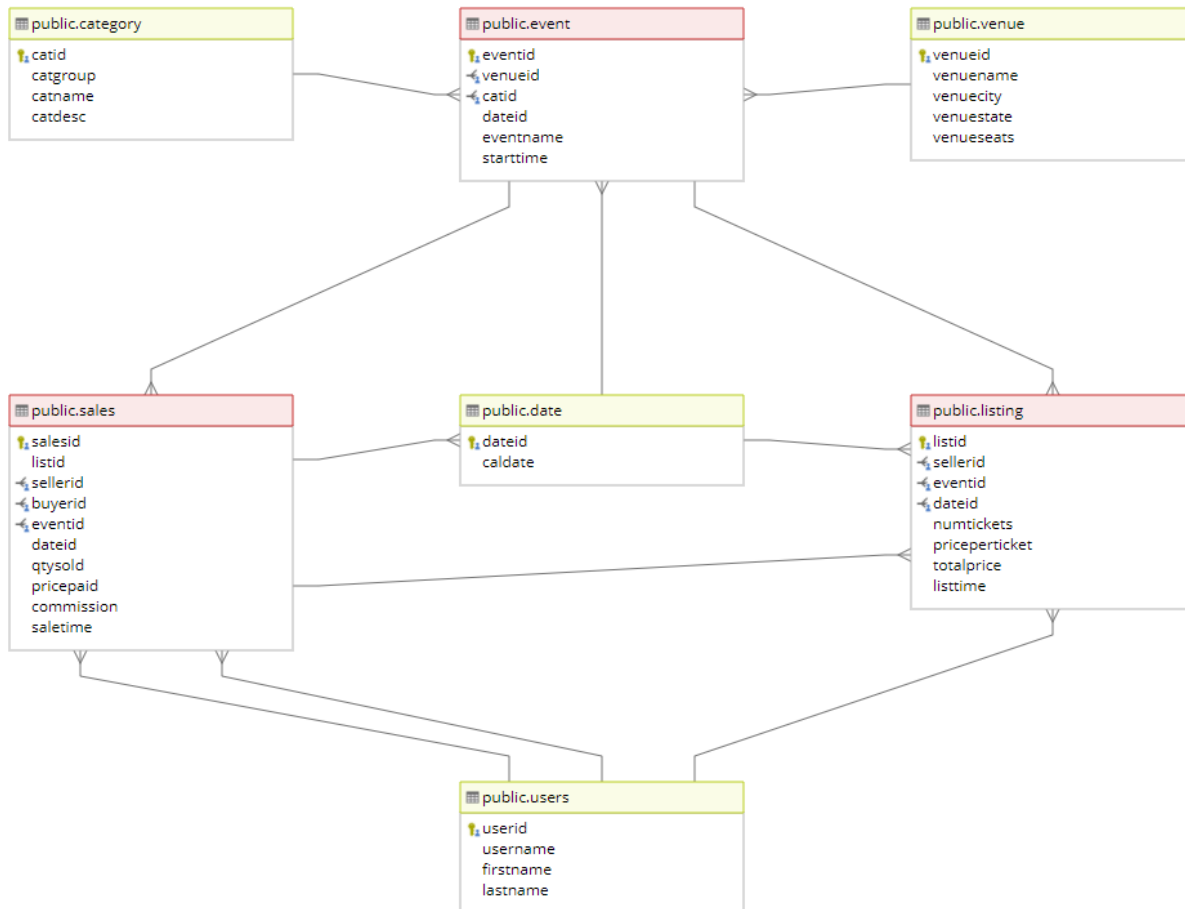 public.category
catid
catgroup
catname
catdesc
public.event
eventid
venueid
catid
dateid
eventname
starttime
public.venue
venueid
venuename
venuecity
venuestate
venueseats
public.sales
salesid
listid
sellerid
buyerid
eventid
dateid
qtysold
pricepaid
commission
saletime
public.date
dateid
caldate
public.listing
listid
sellerid
eventid
dateid
numtickets
priceperticket
totalprice
listtime
public.users
userid
username
firstname
lastname